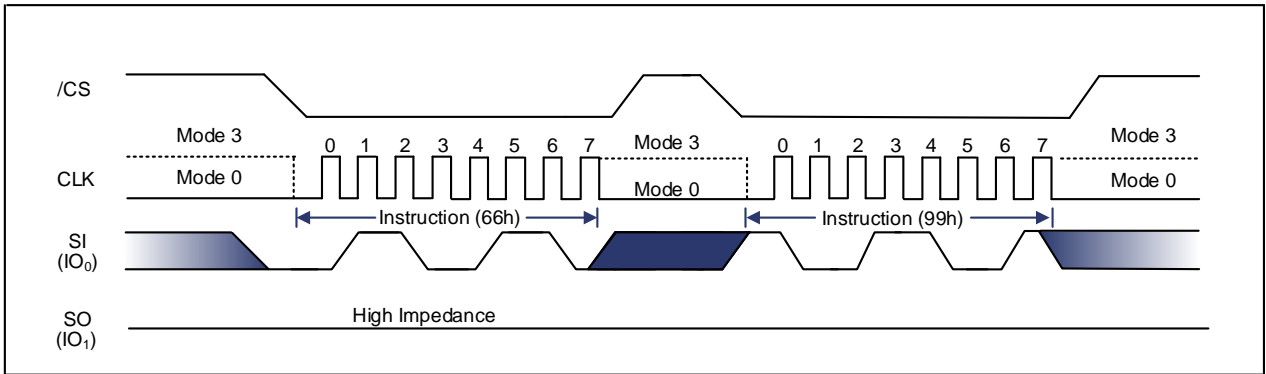 /CS
Mode 3
Mode 0
CLK
0 1 2 3 4 5 6 7
Mode 3
Mode 0
0 1 2 3 4 5 6 7
Mode 3
Mode 0
Instruction (66h)
Instruction (99h)
SI
(IO₀)
High Impedance
SO
(IO₁)